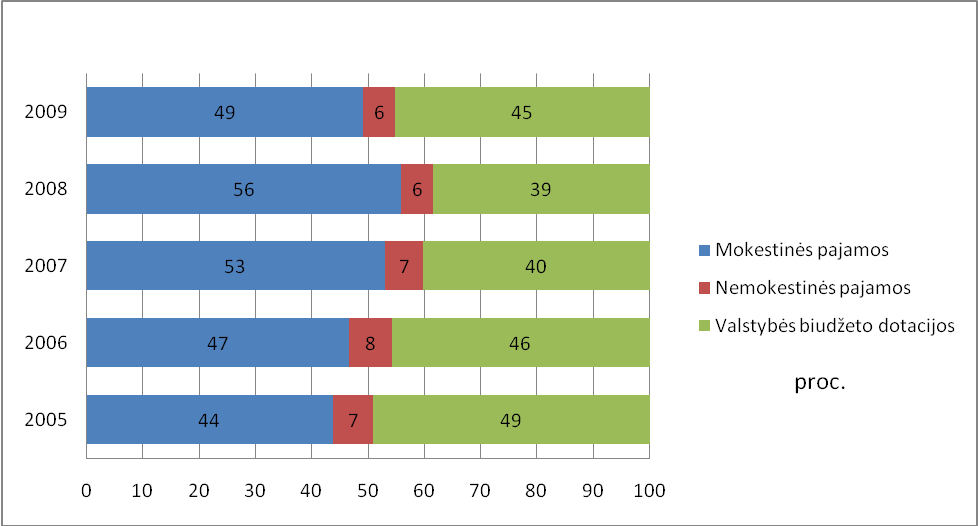 2009 49 6 45
2008 56 6 39
2007 53 7 40
2006 47 8 46
2005 44 7 49
0 10 20 30 40 50 60 70 80 90 100
Mokestinės pajamos
Nemokestinės pajamos
Valstybės biudžeto dotacijos
proc.